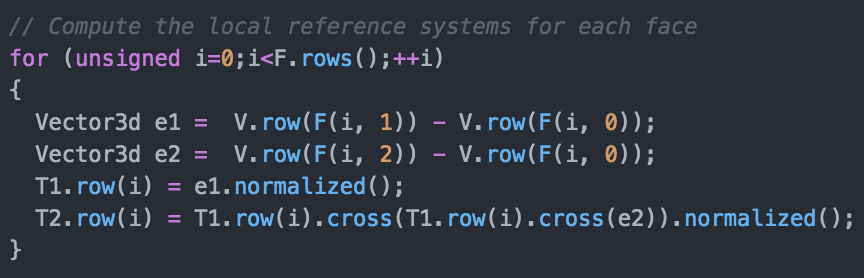 // Compute the local reference systems for each face
for (unsigned i=0;i<F.rows();++i)
{
  Vector3d e1 =  V.row(F(i, 1)) - V.row(F(i, 0));
  Vector3d e2 =  V.row(F(i, 2)) - V.row(F(i, 0));
  T1.row(i) = e1.normalized();
  T2.row(i) = T1.row(i).cross(T1.row(i).cross(e2)).normalized();
}